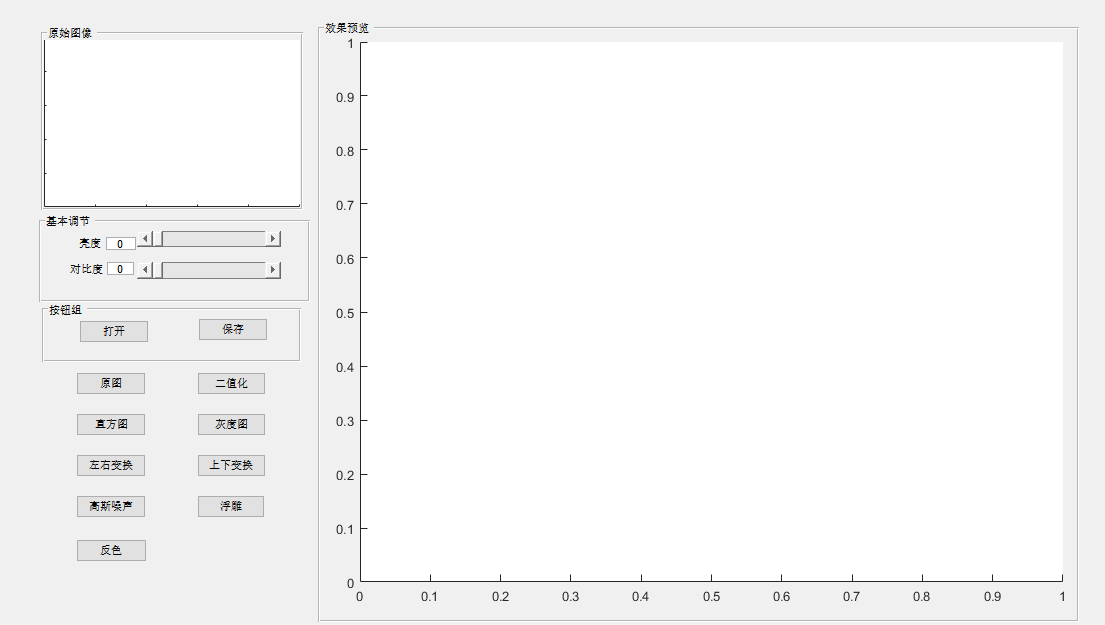 原始图像
基本调节
亮度 0
对比度 0
按钮组
打开 保存
原图 二值化
直方图 灰度图
左右变换 上下变换
高斯噪声 浮雕
反色
效果预览
1
0.9
0.8
0.7
0.6
0.5
0.4
0.3
0.2
0.1
0
0 0.1 0.2 0.3 0.4 0.5 0.6 0.7 0.8 0.9 1